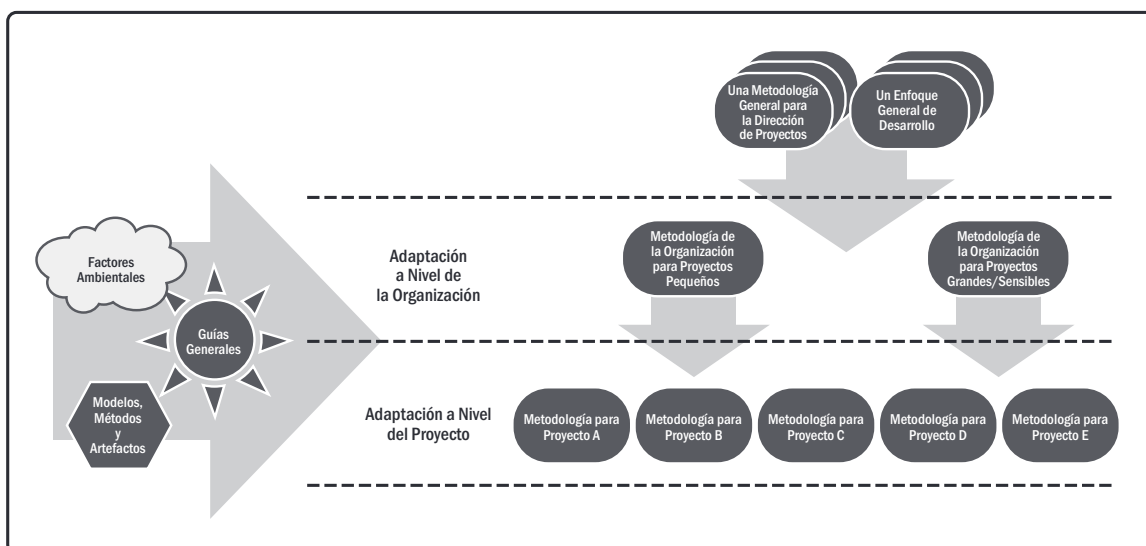 Una Metodología
General para
la Dirección
de Proyectos
Un Enfoque
General de
Desarrollo
Factores
Ambientales
Guías
Generales
Modelos,
Métodos
y
Artefactos
Adaptación
a Nivel de
la Organización
Metodología de
la Organización
para Proyectos
Pequeños
Metodología de
la Organización
para Proyectos
Grandes/Sensibles
Adaptación a Nivel
del Proyecto
Metodología para
Proyecto A
Metodología para
Proyecto B
Metodología para
Proyecto C
Metodología para
Proyecto D
Metodología para
Proyecto E